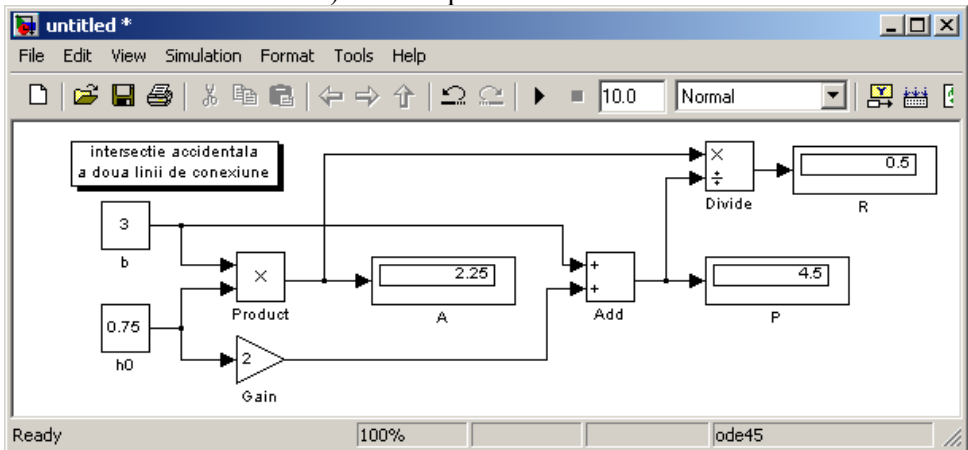 untitled *
File Edit View Simulation Format Tools Help
10.0 Normal
intersectie accidentala
a doua linii de conexiune
×
÷
Divide
0.5
R
3
b
×
Product
2.25
A
+
+
Add
4.5
P
0.75
h0
2
Gain
Ready 100% ode45